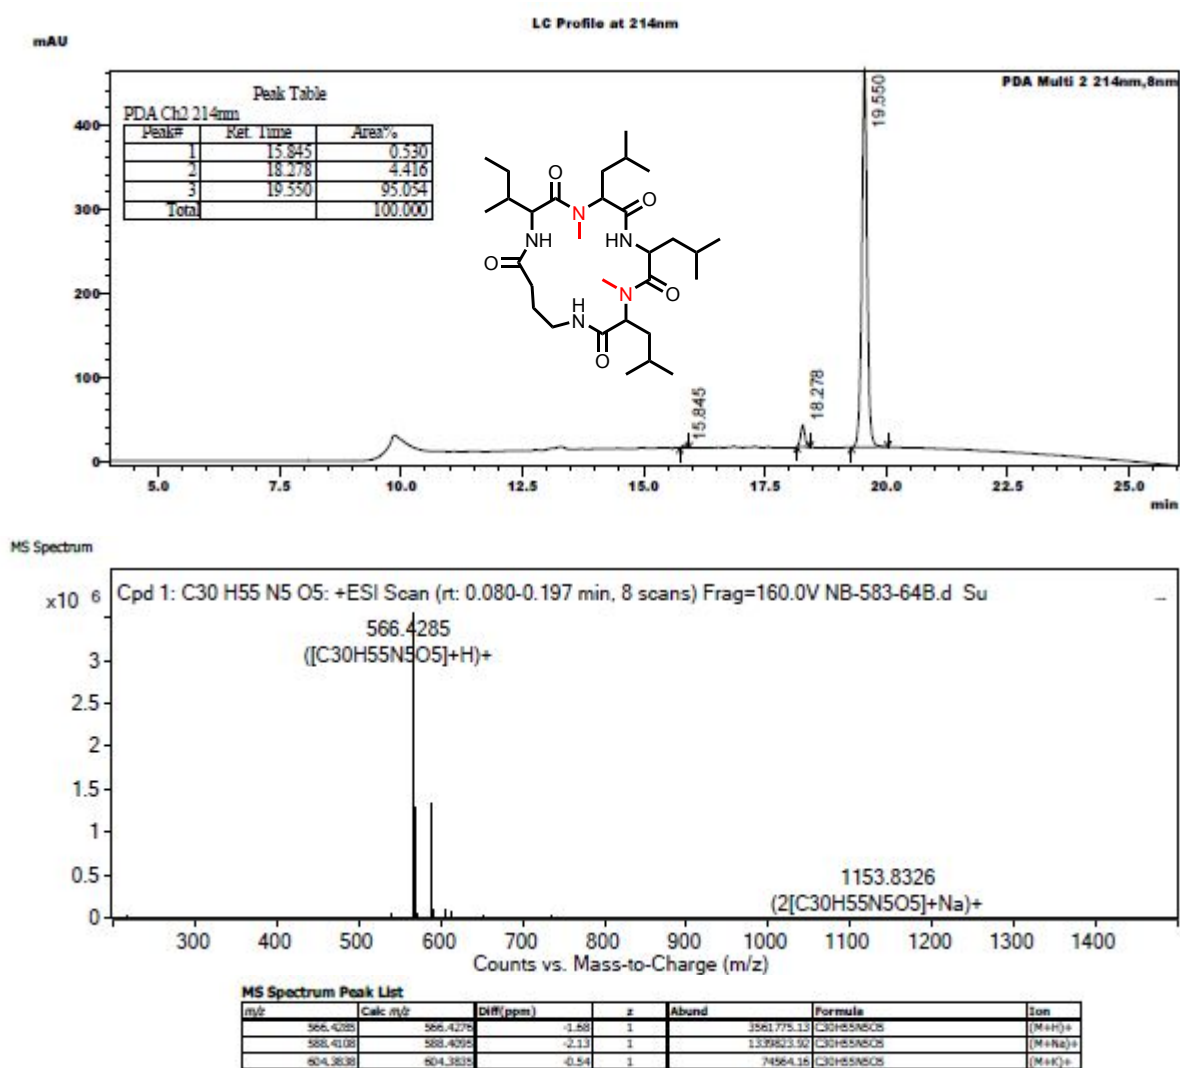 LC Profile at 214nm
mAU
PDA Multi 2 214nm,8nm
Peak Table
PDA Ch2 214nm
Peak# Ret. Time Area%
1 15.845 0.530
2 18.278 4.416
3 19.550 95.054
Total 100.000
400
300
200
100
0
15.845
18.278
19.550
O
N
O
NH
HN
O
N
O
H
N
O
5.0 7.5 10.0 12.5 15.0 17.5 20.0 22.5 25.0
min
MS Spectrum
x10 6
Cpd 1: C30 H55 N5 O5: +ESI Scan (rt: 0.080-0.197 min, 8 scans) Frag=160.0V NB-583-64B.d Su
566.4285
([C30H55N5O5]+H)+
3
2.5
2
1.5
1
0.5
0
1153.8326
(2[C30H55N5O5]+Na)+
300 400 500 600 700 800 900 1000 1100 1200 1300 1400
Counts vs. Mass-to-Charge (m/z)
MS Spectrum Peak List
m/z Calc m/z Diff(ppm) z Abund Formula Ion
566.4285 566.4276 -1.68 1 3561775.13 C30H55N5O5 (M+H)+
588.4108 588.4095 -2.13 1 1339823.92 C30H55N5O5 (M+Na)+
604.3838 604.3835 -0.54 1 74564.16 C30H55N5O5 (M+K)+